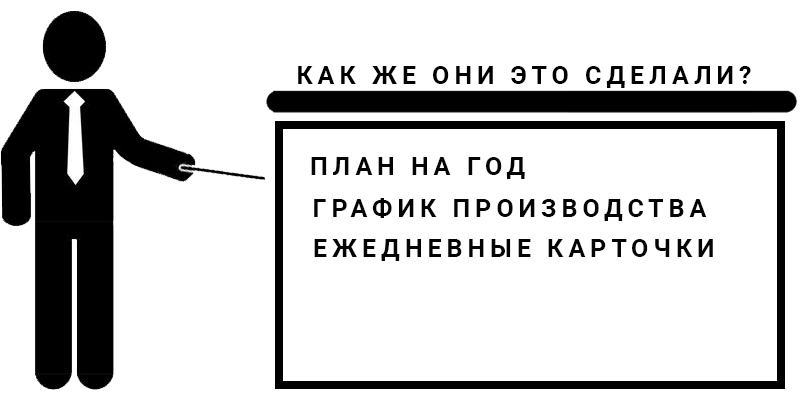 КАК ЖЕ ОНИ ЭТО СДЕЛАЛИ?
ПЛАН НА ГОД
ГРАФИК ПРОИЗВОДСТВА
ЕЖЕДНЕВНЫЕ КАРТОЧКИ